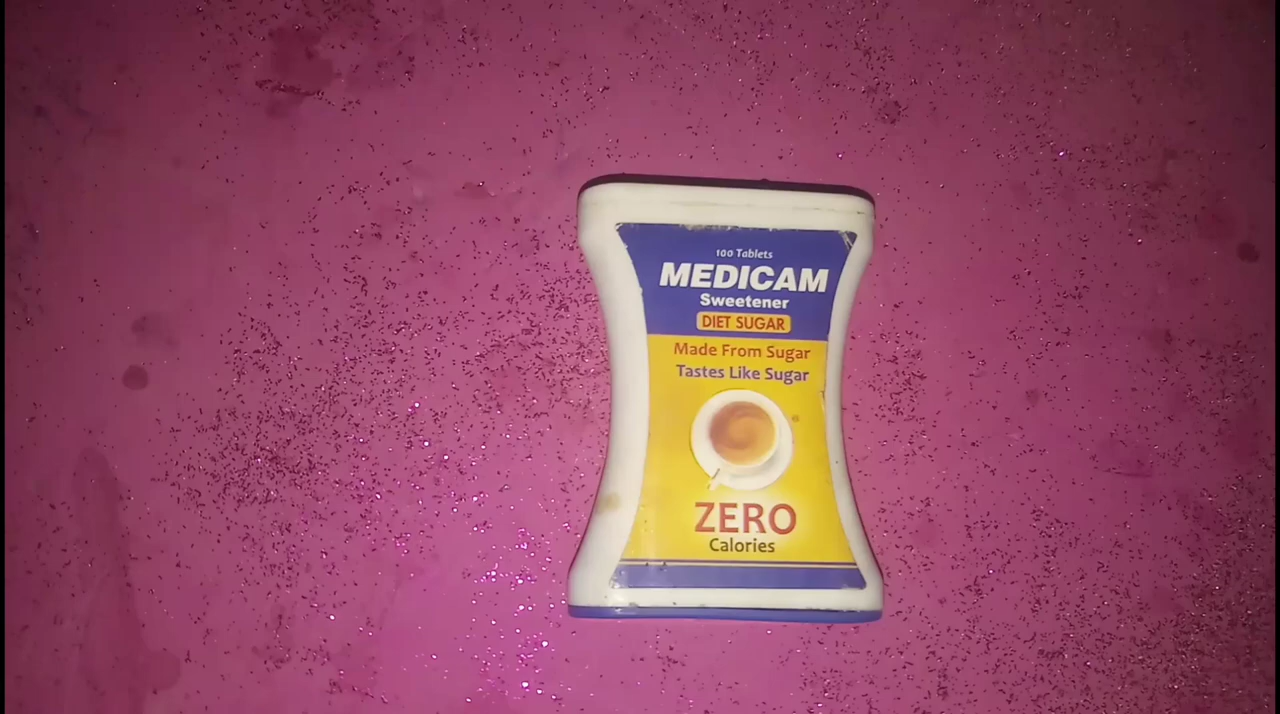 100 Tablets
MEDICAM
Sweetener
DIET SUGAR
Made From Sugar
Tastes Like Sugar
ZERO
Calories